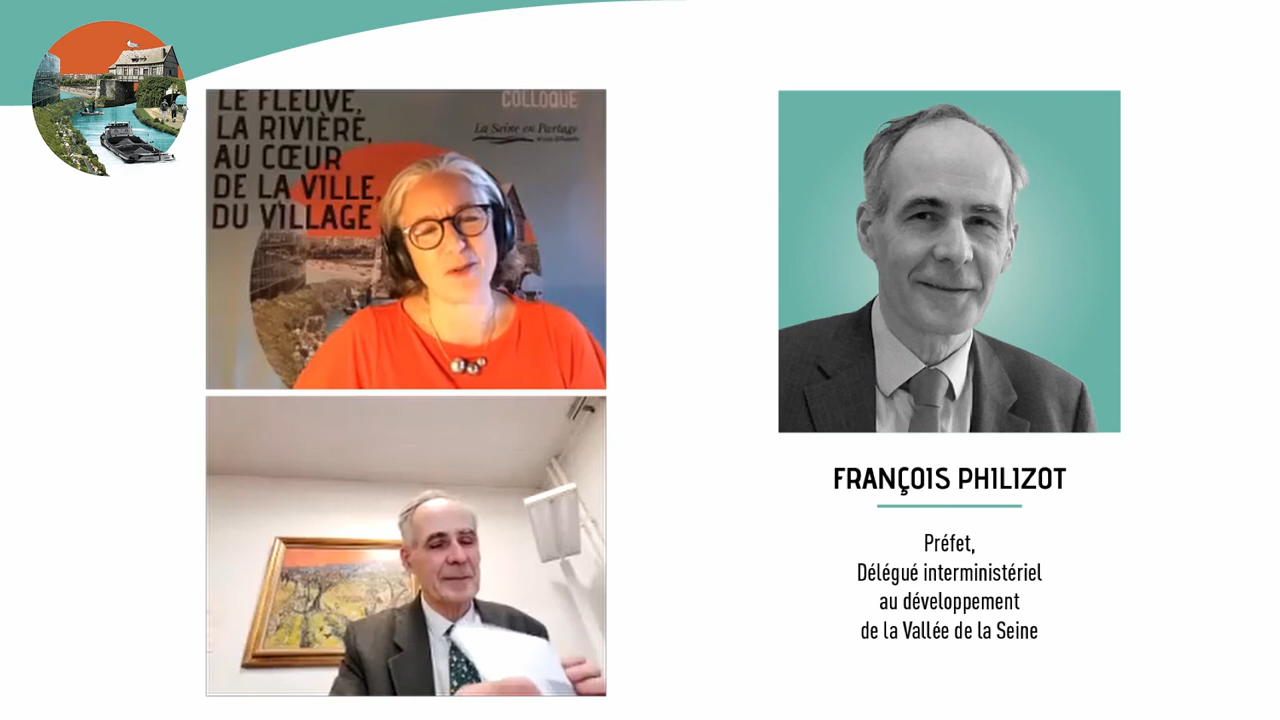 LE FLEUVE,
LA RIVIÈRE,
AU CŒUR
DE LA VILLE,
DU VILLAGE
COLLOQUE
La Seine en Partage
FRANÇOIS PHILIZOT
Préfet,
Délégué interministériel
au développement
de la Vallée de la Seine